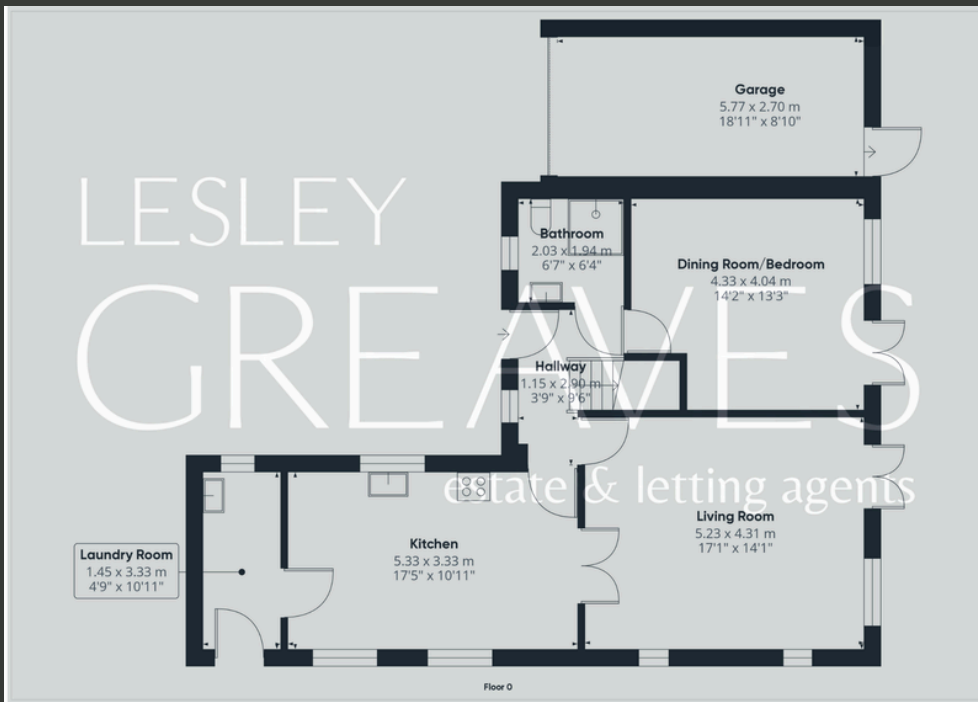 Garage
5.77 x 2.70 m
18'11" x 8'10"
LESLEY
GREAVES
estate & letting agents
Bathroom
2.03 x 1.94 m
6'7" x 6'4"
Dining Room/Bedroom
4.33 x 4.04 m
14'2" x 13'3"
Hallway
1.15 x 2.90 m
3'9" x 9'6"
Living Room
5.23 x 4.31 m
17'1" x 14'1"
Kitchen
5.33 x 3.33 m
17'5" x 10'11"
Laundry Room
1.45 x 3.33 m
4'9" x 10'11"
Floor 0